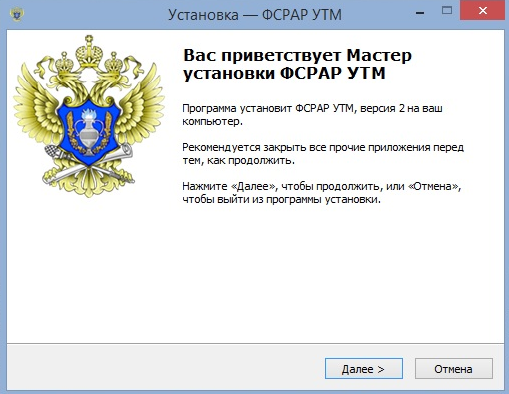 Установка — ФСРАР УТМ
Вас приветствует Мастер
установки ФСРАР УТМ
Программа установит ФСРАР УТМ, версия 2 на ваш
компьютер.
Рекомендуется закрыть все прочие приложения перед
тем, как продолжить.
Нажмите «Далее», чтобы продолжить, или «Отмена»,
чтобы выйти из программы установки.
Далее >
Отмена